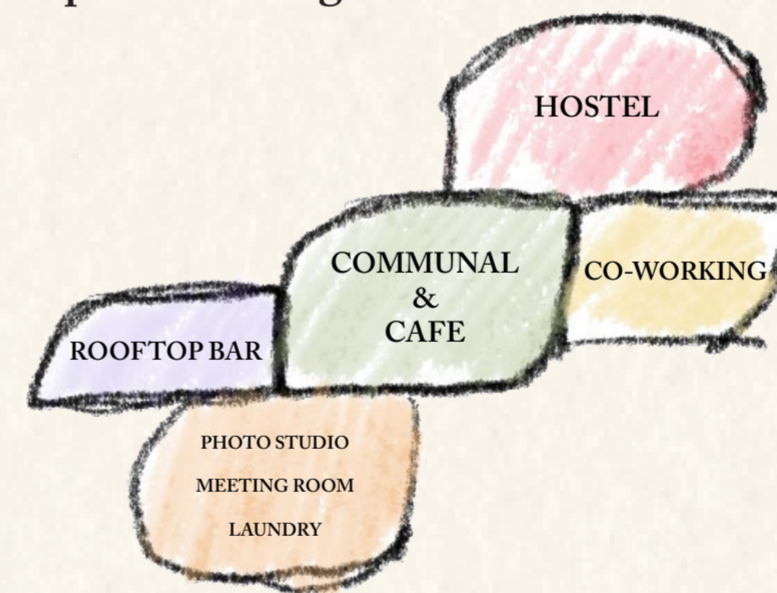 HOSTEL
COMMUNAL
&
CAFE
CO-WORKING
ROOFTOP BAR
PHOTO STUDIO
MEETING ROOM
LAUNDRY